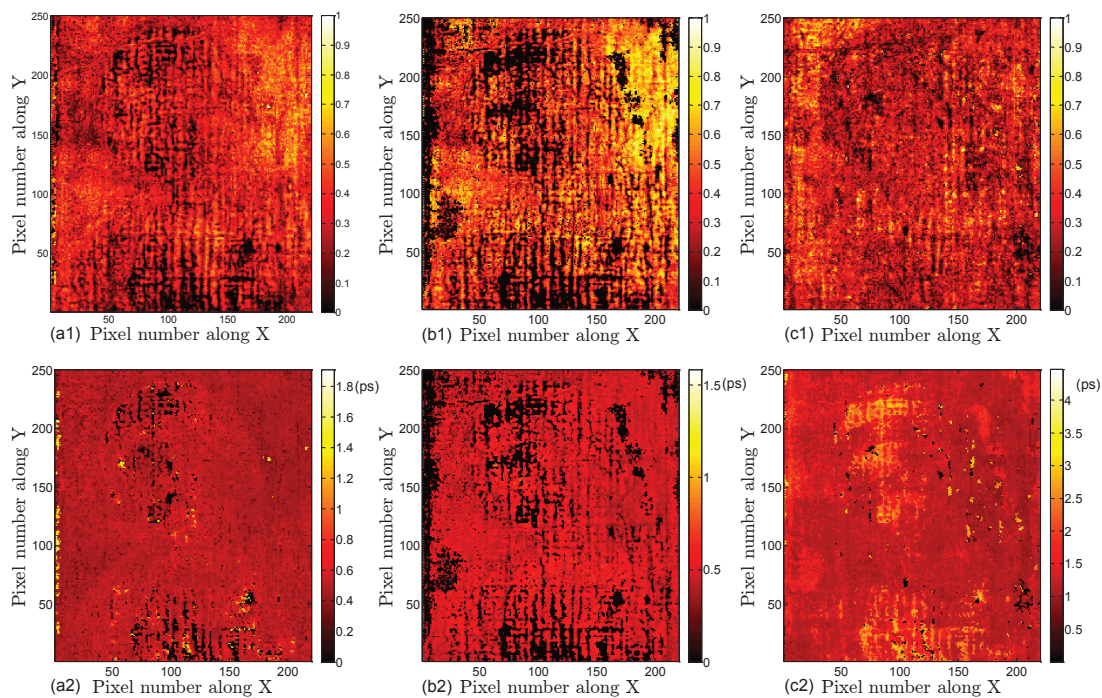 250 200 150 100 50
Pixel number along Y
50 100 150 200
(a1) Pixel number along X
1 0.9 0.8 0.7 0.6 0.5 0.4 0.3 0.2 0.1 0
250 200 150 100 50
Pixel number along Y
50 100 150 200
(b1) Pixel number along X
1 0.9 0.8 0.7 0.6 0.5 0.4 0.3 0.2 0.1 0
250 200 150 100 50
Pixel number along Y
50 100 150 200
(c1) Pixel number along X
1 0.9 0.8 0.7 0.6 0.5 0.4 0.3 0.2 0.1 0
250 200 150 100 50
Pixel number along Y
50 100 150 200
(a2) Pixel number along X
1.8(ps) 1.6 1.4 1.2 1 0.8 0.6 0.4 0.2 0
250 200 150 100 50
Pixel number along Y
50 100 150 200
(b2) Pixel number along X
1.5(ps) 1 0.5 0
250 200 150 100 50
Pixel number along Y
50 100 150 200
(c2) Pixel number along X
(ps) 4 3.5 3 2.5 2 1.5 1 0.5